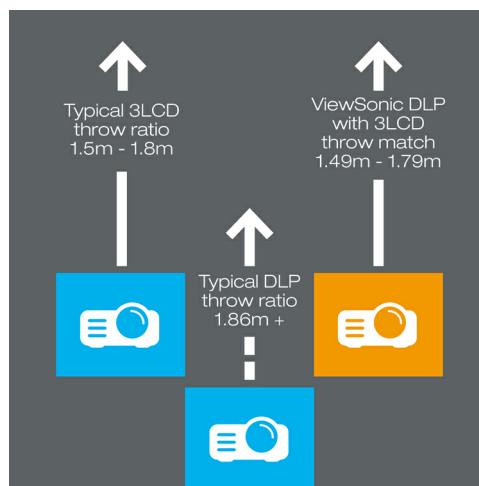 Typical 3LCD
throw ratio
1.5m - 1.8m
ViewSonic DLP
with 3LCD
throw match
1.49m - 1.79m
Typical DLP
throw ratio
1.86m +